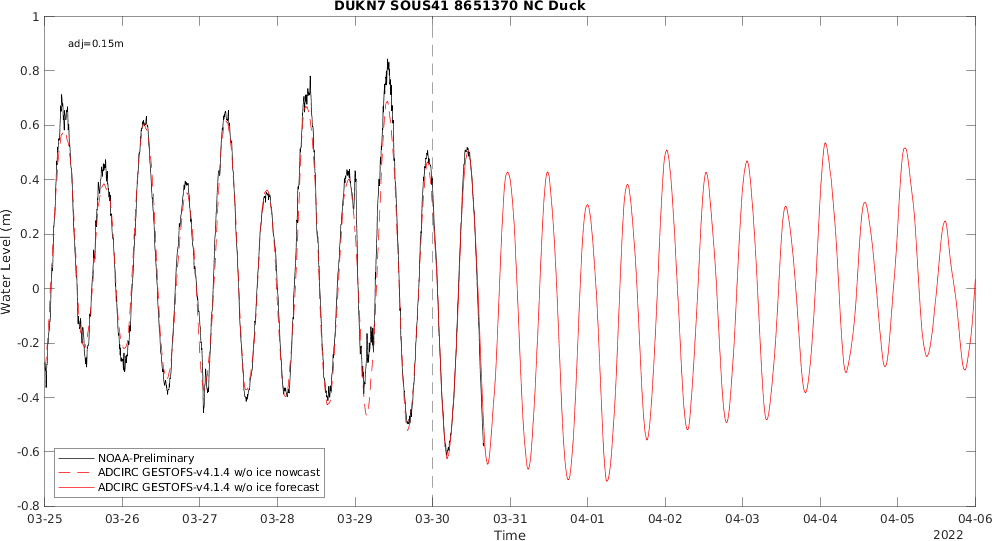 DUKN7 SOUS41 8651370 NC Duck
adj=0.15m
1
0.8
0.6
0.4
0.2
0
-0.2
-0.4
-0.6
-0.8
Water Level (m)
NOAA-Preliminary
ADCIRC GESTOFS-v4.1.4 w/o ice nowcast
ADCIRC GESTOFS-v4.1.4 w/o ice forecast
03-25 03-26 03-27 03-28 03-29 03-30 03-31 04-01 04-02 04-03 04-04 04-05 04-06
Time
2022